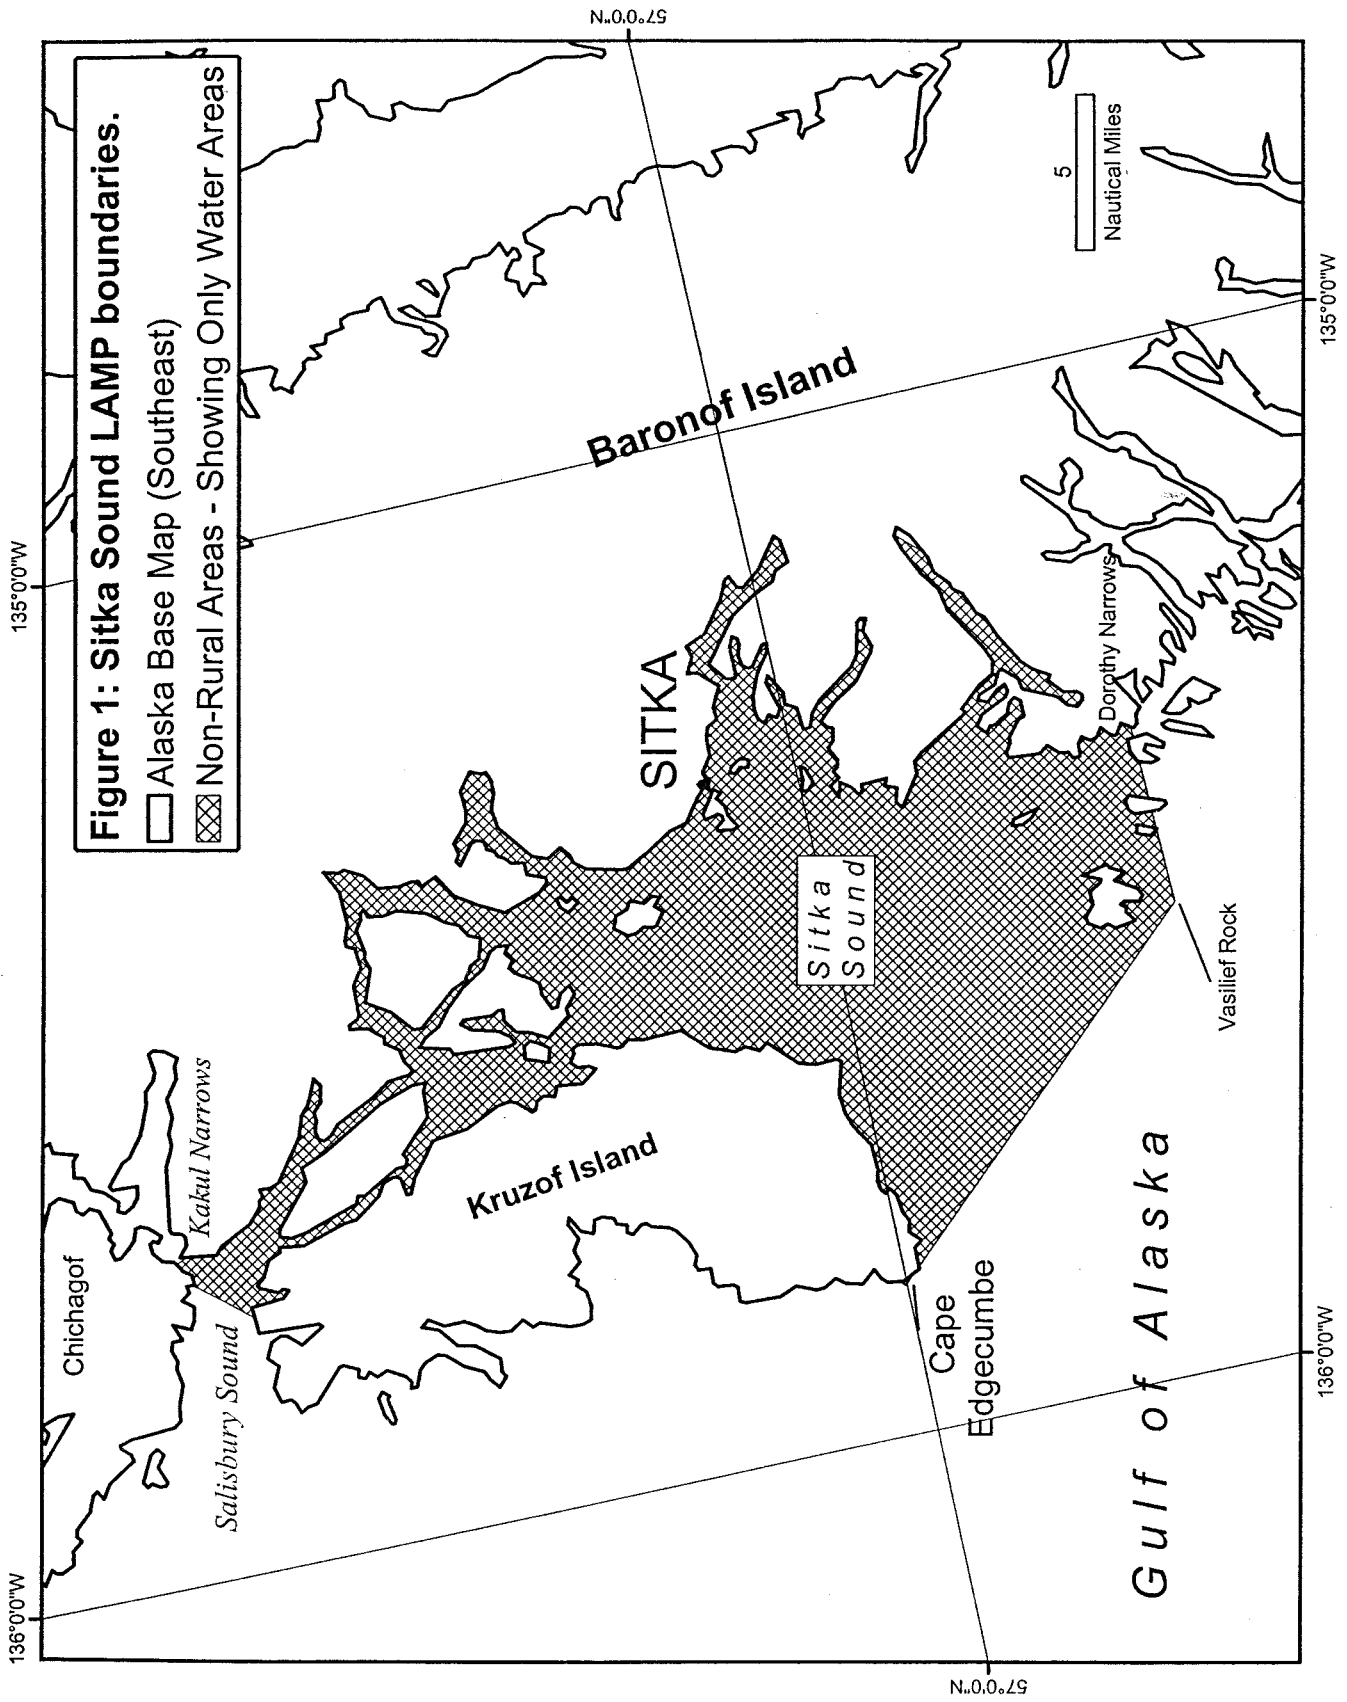 Figure 1: Sitka Sound LAMP boundaries.
Alaska Base Map (Southeast)
Non-Rural Areas - Showing Only Water Areas
136°0'0"W
135°0'0"W
57°0'0"N
57°0'0"N
Chichagof
Kakul Narrows
Salisbury Sound
Kruzof Island
SITKA
Baronof Island
Sitka
Sound
Cape
Edgecumbe
Dorothy Narrows
Vasilief Rock
Gulf of Alaska
5
Nautical Miles
136°0'0"W
135°0'0"W